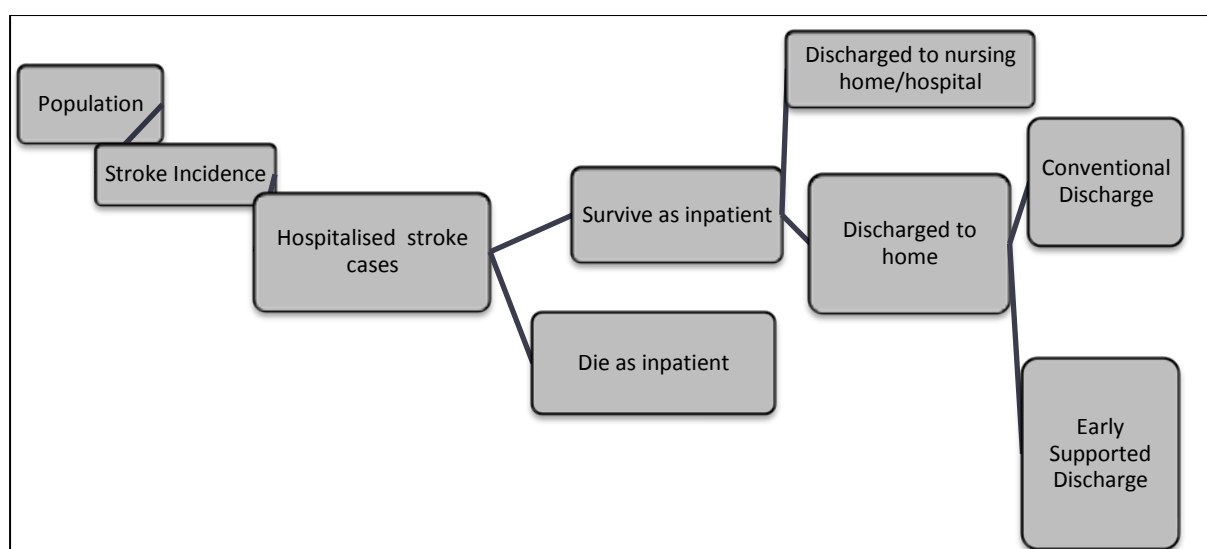 Population
Stroke Incidence
Hospitalised stroke
cases
Survive as inpatient
Die as inpatient
Discharged to nursing
home/hospital
Discharged to
home
Conventional
Discharge
Early
Supported
Discharge